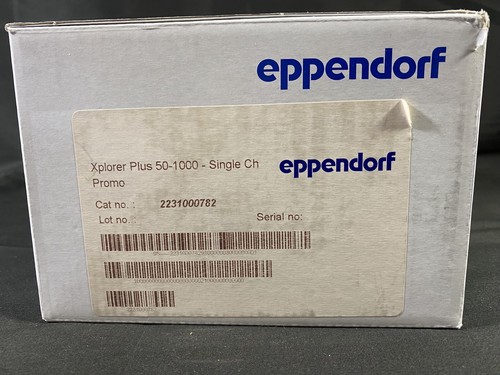 eppendorf
Xplorer Plus 50-1000 - Single Ch
Promo
eppendorf
Cat no. : 2231000782
Lot no.:
Serial no: